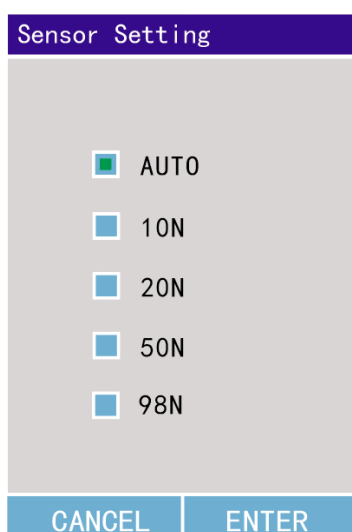 Sensor Setting
AUTO
10N
20N
50N
98N
CANCEL ENTER